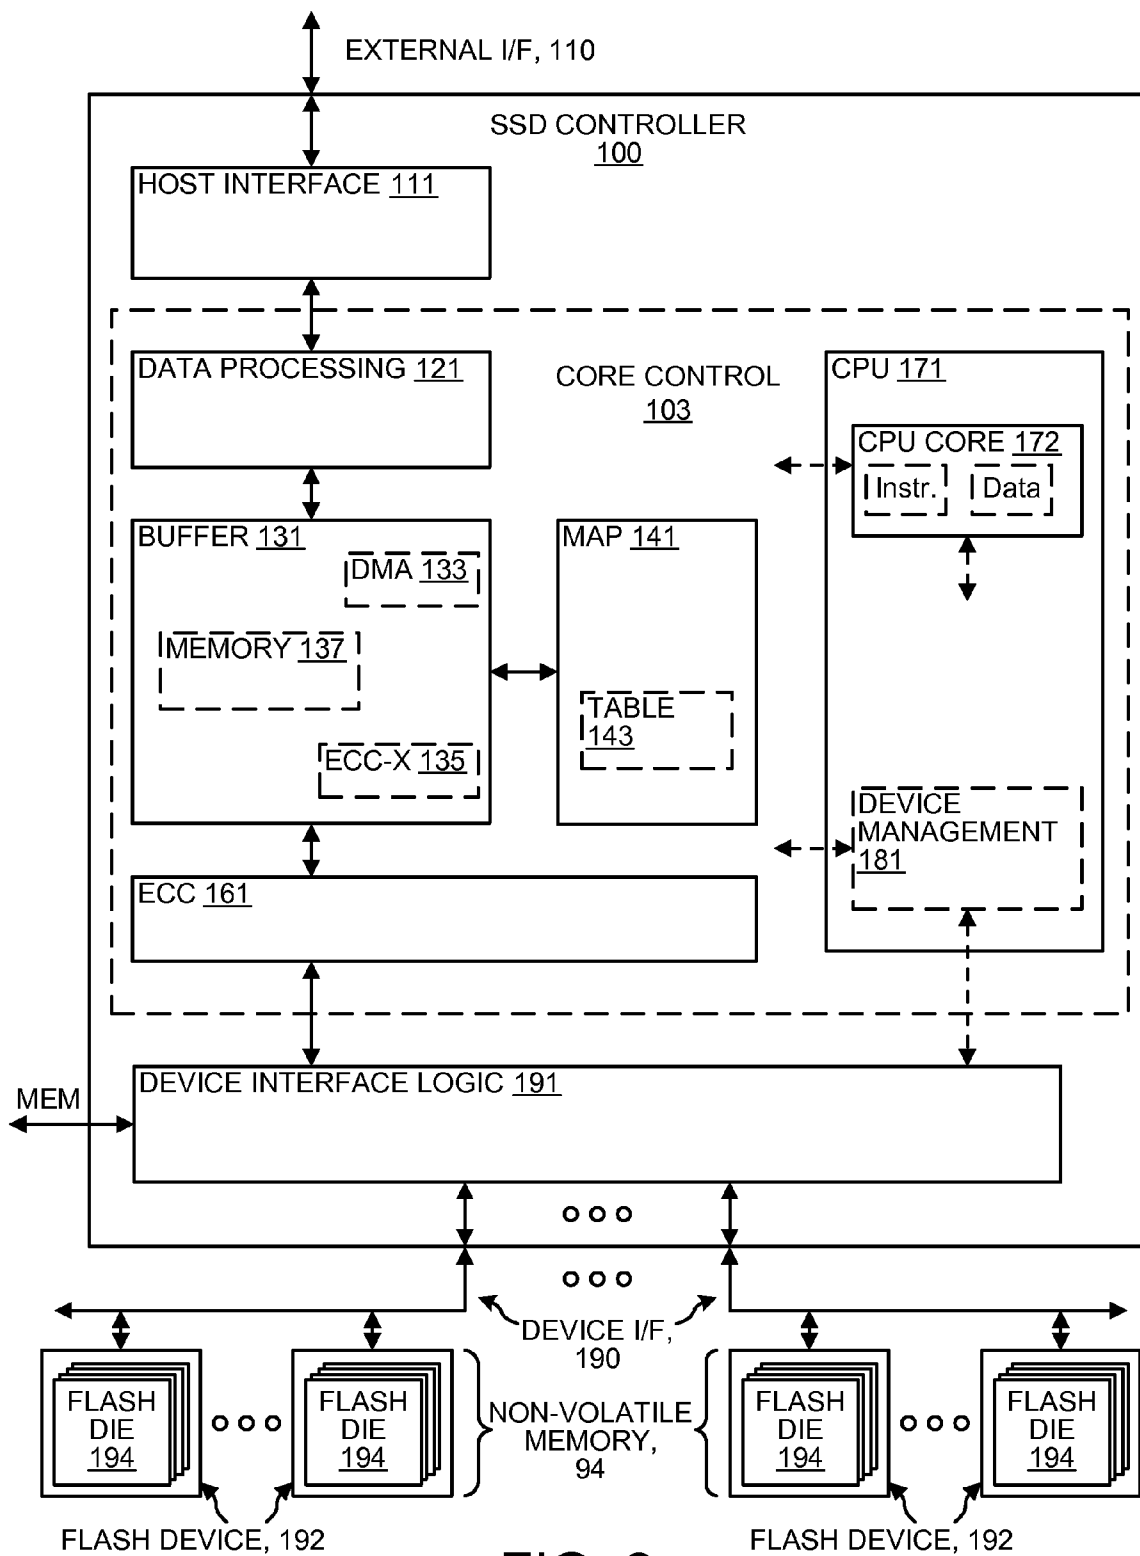 EXTERNAL I/F, 110
SSD CONTROLLER
100
HOST INTERFACE 111
DATA PROCESSING 121
CORE CONTROL
103
CPU 171
CPU CORE 172
Instr.
Data
BUFFER 131
DMA 133
MEMORY 137
ECC-X 135
MAP 141
TABLE
143
DEVICE
MANAGEMENT
181
ECC 161
DEVICE INTERFACE LOGIC 191
MEM
DEVICE I/F,
190
FLASH
DIE
194
FLASH
DIE
194
NON-VOLATILE
MEMORY,
94
FLASH
DIE
194
FLASH
DIE
194
FLASH DEVICE, 192
FLASH DEVICE, 192